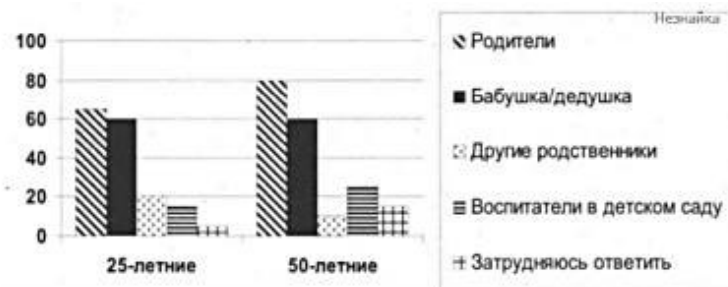 Незнайка
100
80
60
40
20
0
25-летние
50-летние
Родители
Бабушка/дедушка
Другие родственники
Воспитатели в детском саду
Затрудняюсь ответить